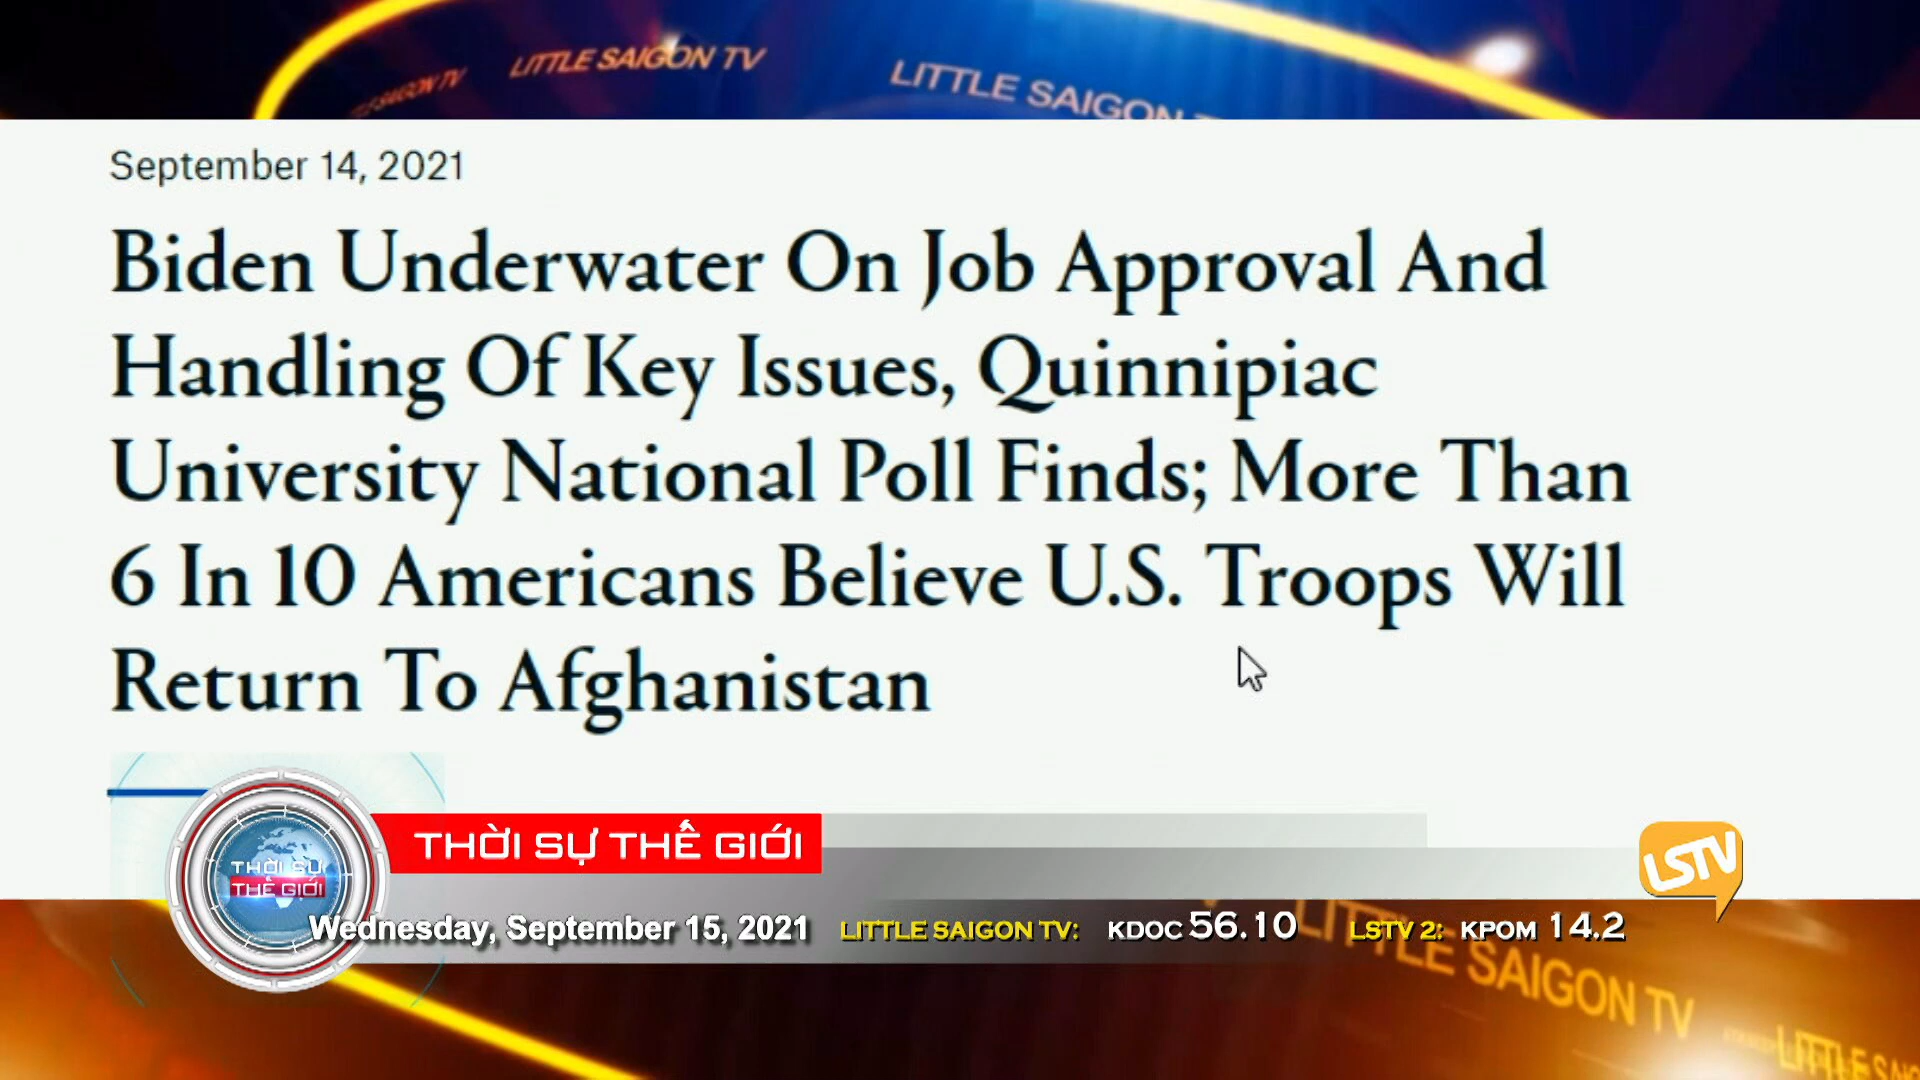 LITTLE SAIGON TV
LITTLE SAIGON T
September 14, 2021
Biden Underwater On Job Approval And
Handling Of Key Issues, Quinnipiac
University National Poll Finds; More Than
6 In 10 Americans Believe U.S. Troops Will
Return To Afghanistan
THỜI SỰ THẾ GIỚI
THỜI SỰ
THẾ GIỚI
LSTV
Wednesday, September 15, 2021 LITTLE SAIGON TV: KDOC 56.10 LSTV 2: KPOM 14.2
LITTLE SAIGON TV
LITTLE SAIG